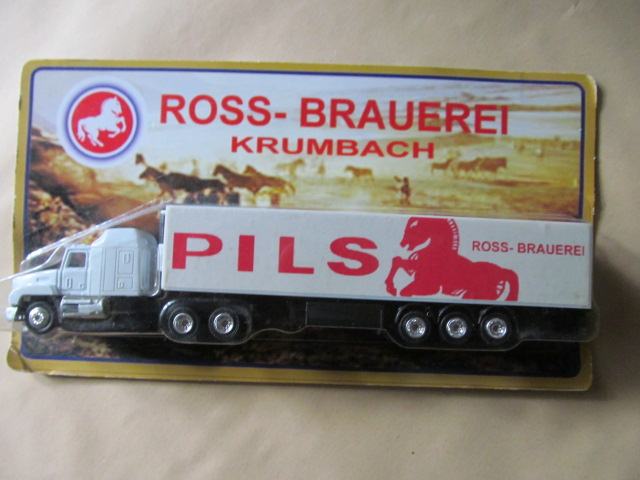 ROSS- BRAUEREI
KRUMBACH
PILS
ROSS- BRAUEREI